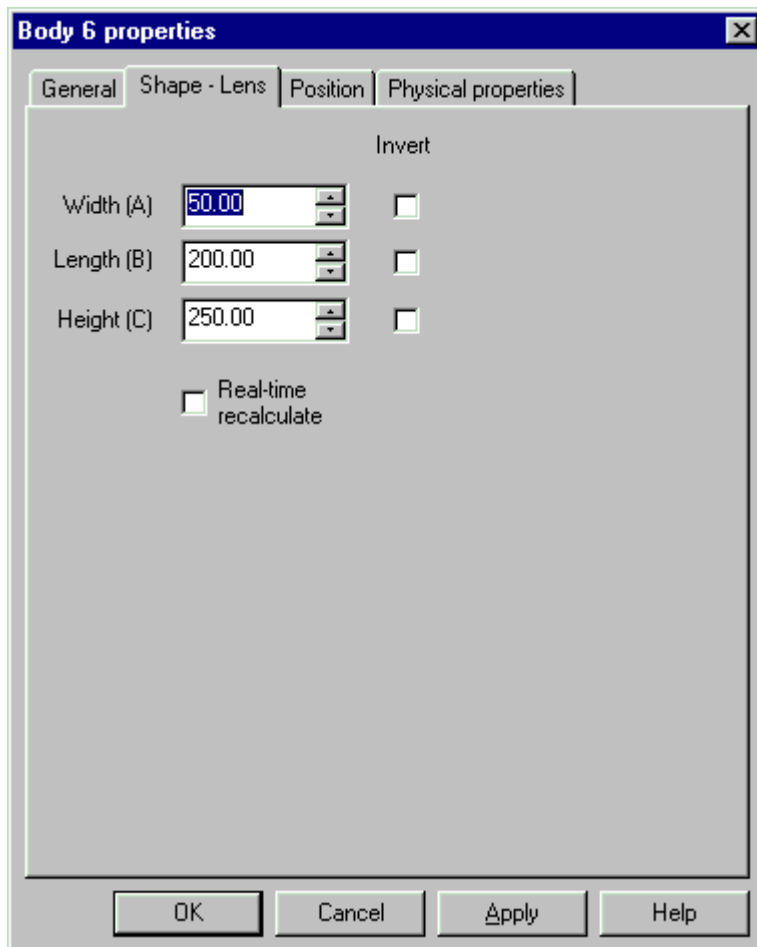 Body 6 properties
General Shape - Lens Position Physical properties
Invert
Width (A) 50.00
Length (B) 200.00
Height (C) 250.00
Real-time
recalculate
OK Cancel Apply Help